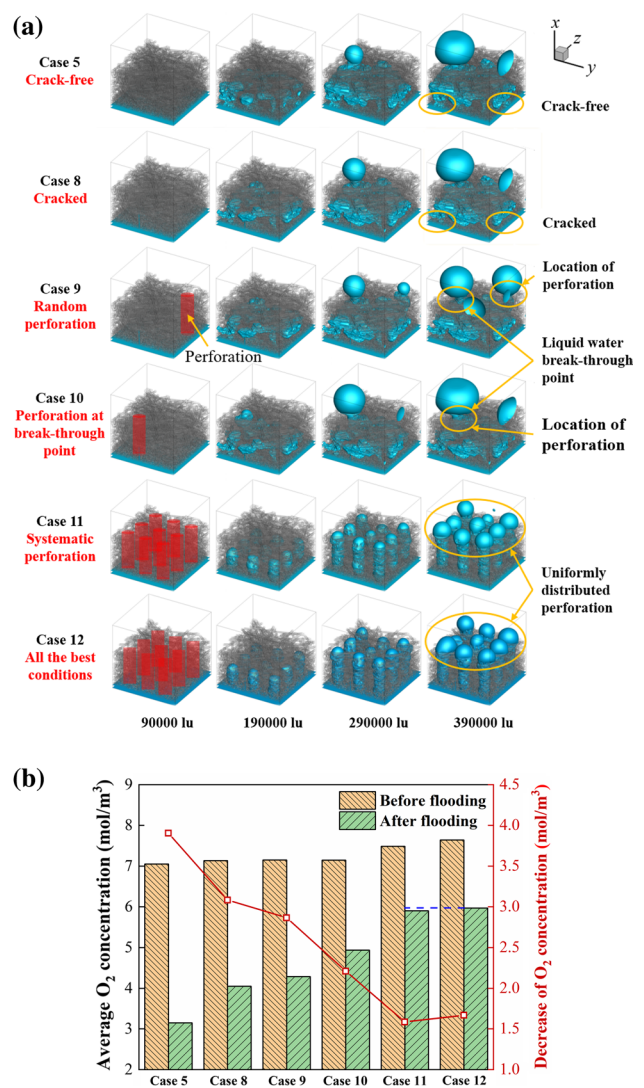 (a)
x
z
y
Case 5
Crack-free
Crack-free
Case 8
Cracked
Cracked
Case 9
Random
perforation
Perforation
Location of
perforation
Liquid water
break-through
point
Case 10
Perforation at
break-through
point
Location of
perforation
Case 11
Systematic
perforation
Uniformly
distributed
perforation
Case 12
All the best
conditions
90000 lu 190000 lu 290000 lu 390000 lu
(b)
Average O2 concentration (mol/m3)
9
8
7
6
5
4
3
2
Before flooding
After flooding
4.5
4.0
3.5
3.0
2.5
2.0
1.5
1.0
Decrease of O2 concentration (mol/m3)
Case 5 Case 8 Case 9 Case 10 Case 11 Case 12